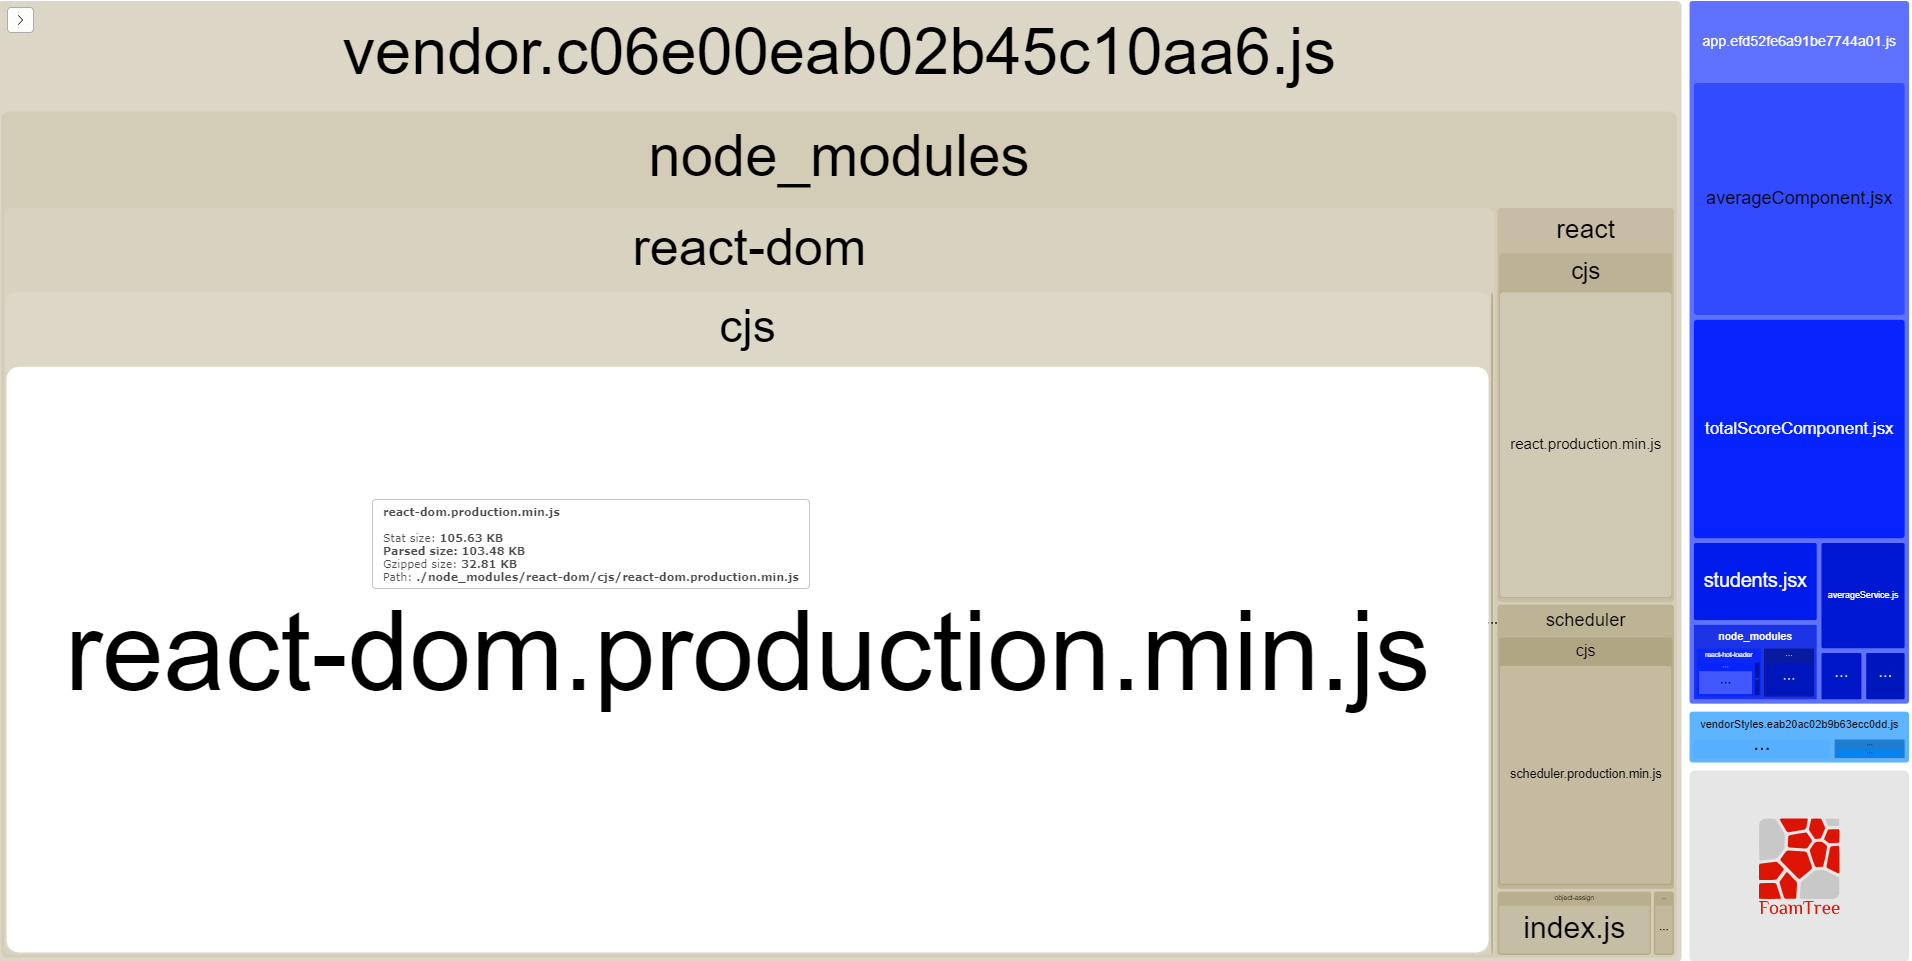 vendor.c06e00eab02b45c10aa6.js
node_modules
react-dom
cjs
react-dom.production.min.js
Stat size: 105.63 KB
Parsed size: 103.48 KB
Gzipped size: 32.81 KB
Path: ./node_modules/react-dom/cjs/react-dom.production.min.js
react-dom.production.min.js
...
react
cjs
react.production.min.js
scheduler
cjs
scheduler.production.min.js
object-assign
index.js
...
...
app.efd52fe6a91be7744a01.js
averageComponent.jsx
totalScoreComponent.jsx
students.jsx
averageService.js
node_modules
react-hot-loader
...
...
...
...
...
...
vendorStyles.eab20ac02b9b63ecc0dd.js
...
...
...
FoamTree